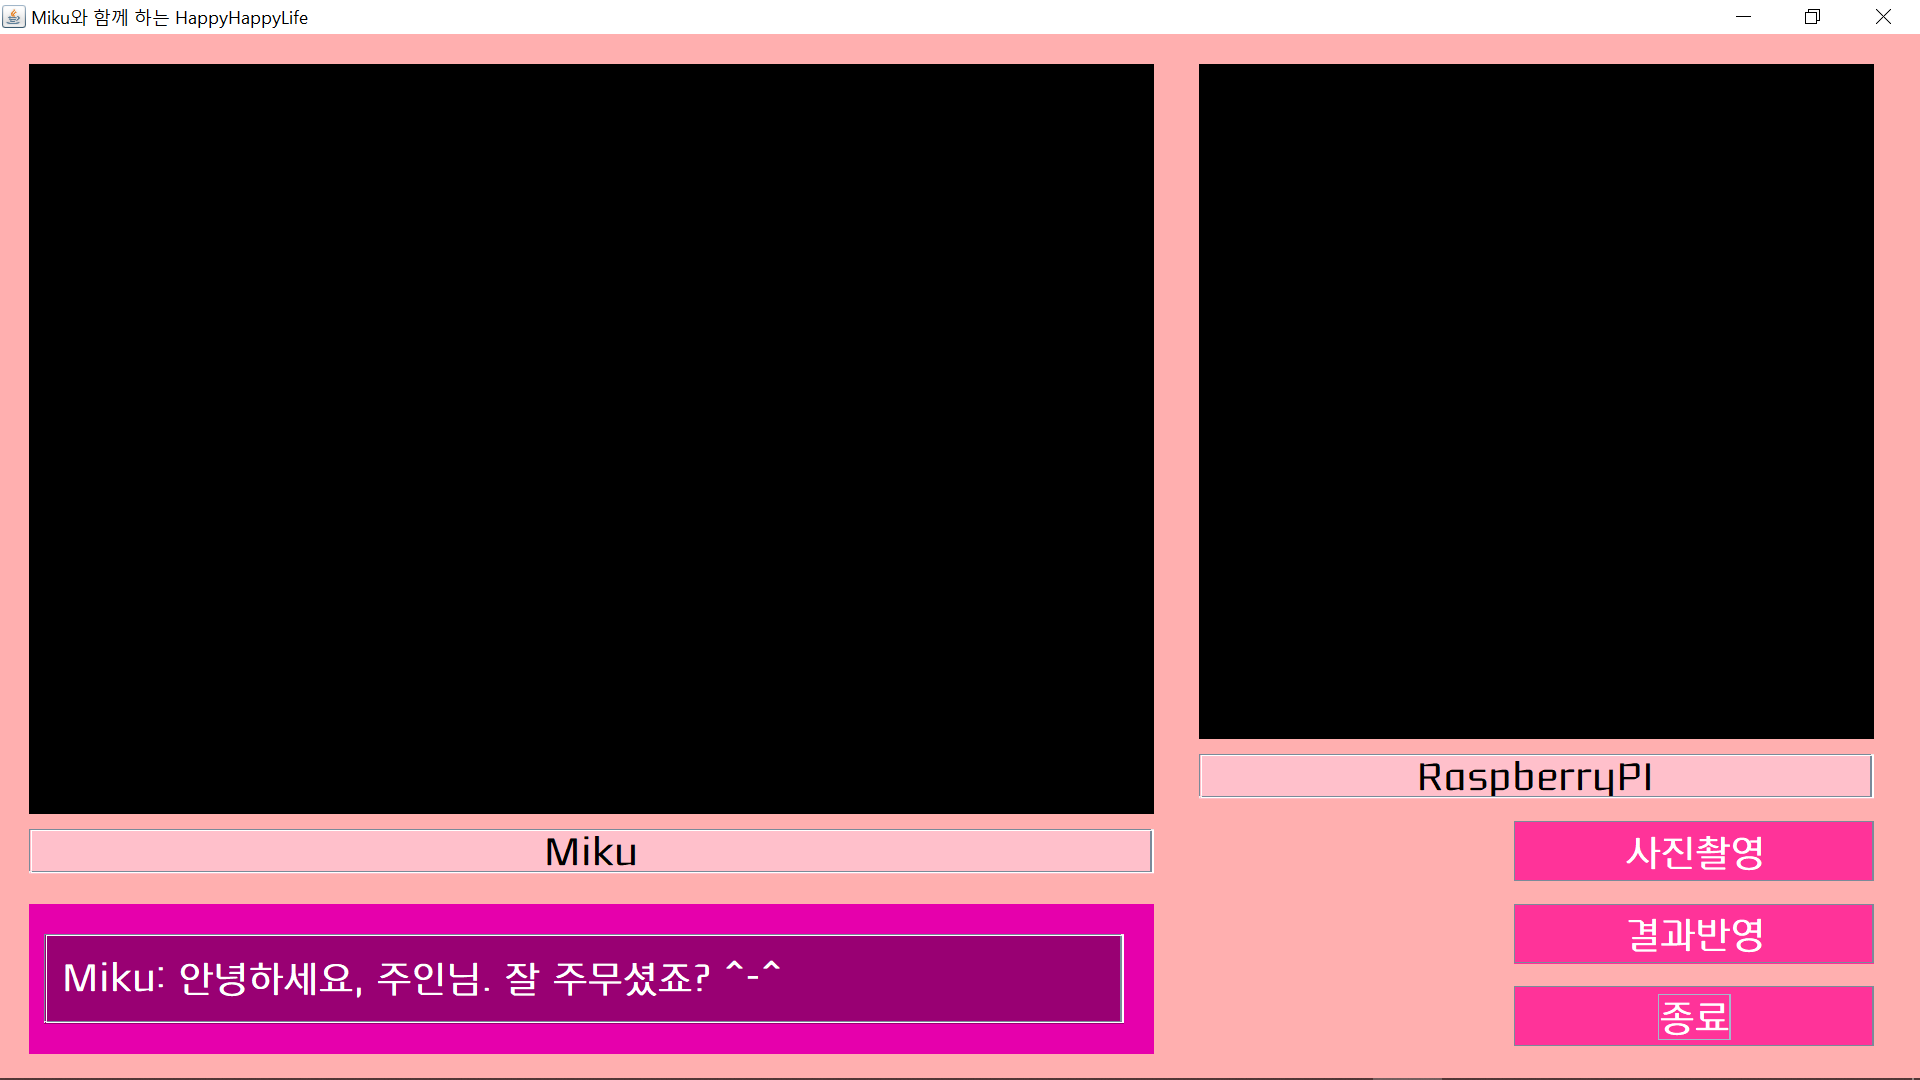 Miku와 함께 하는 HappyHappyLife
Miku
Miku: 안녕하세요, 주인님. 잘 주무셨죠? ^-^
RaspberryPI
사진촬영
결과반영
종료